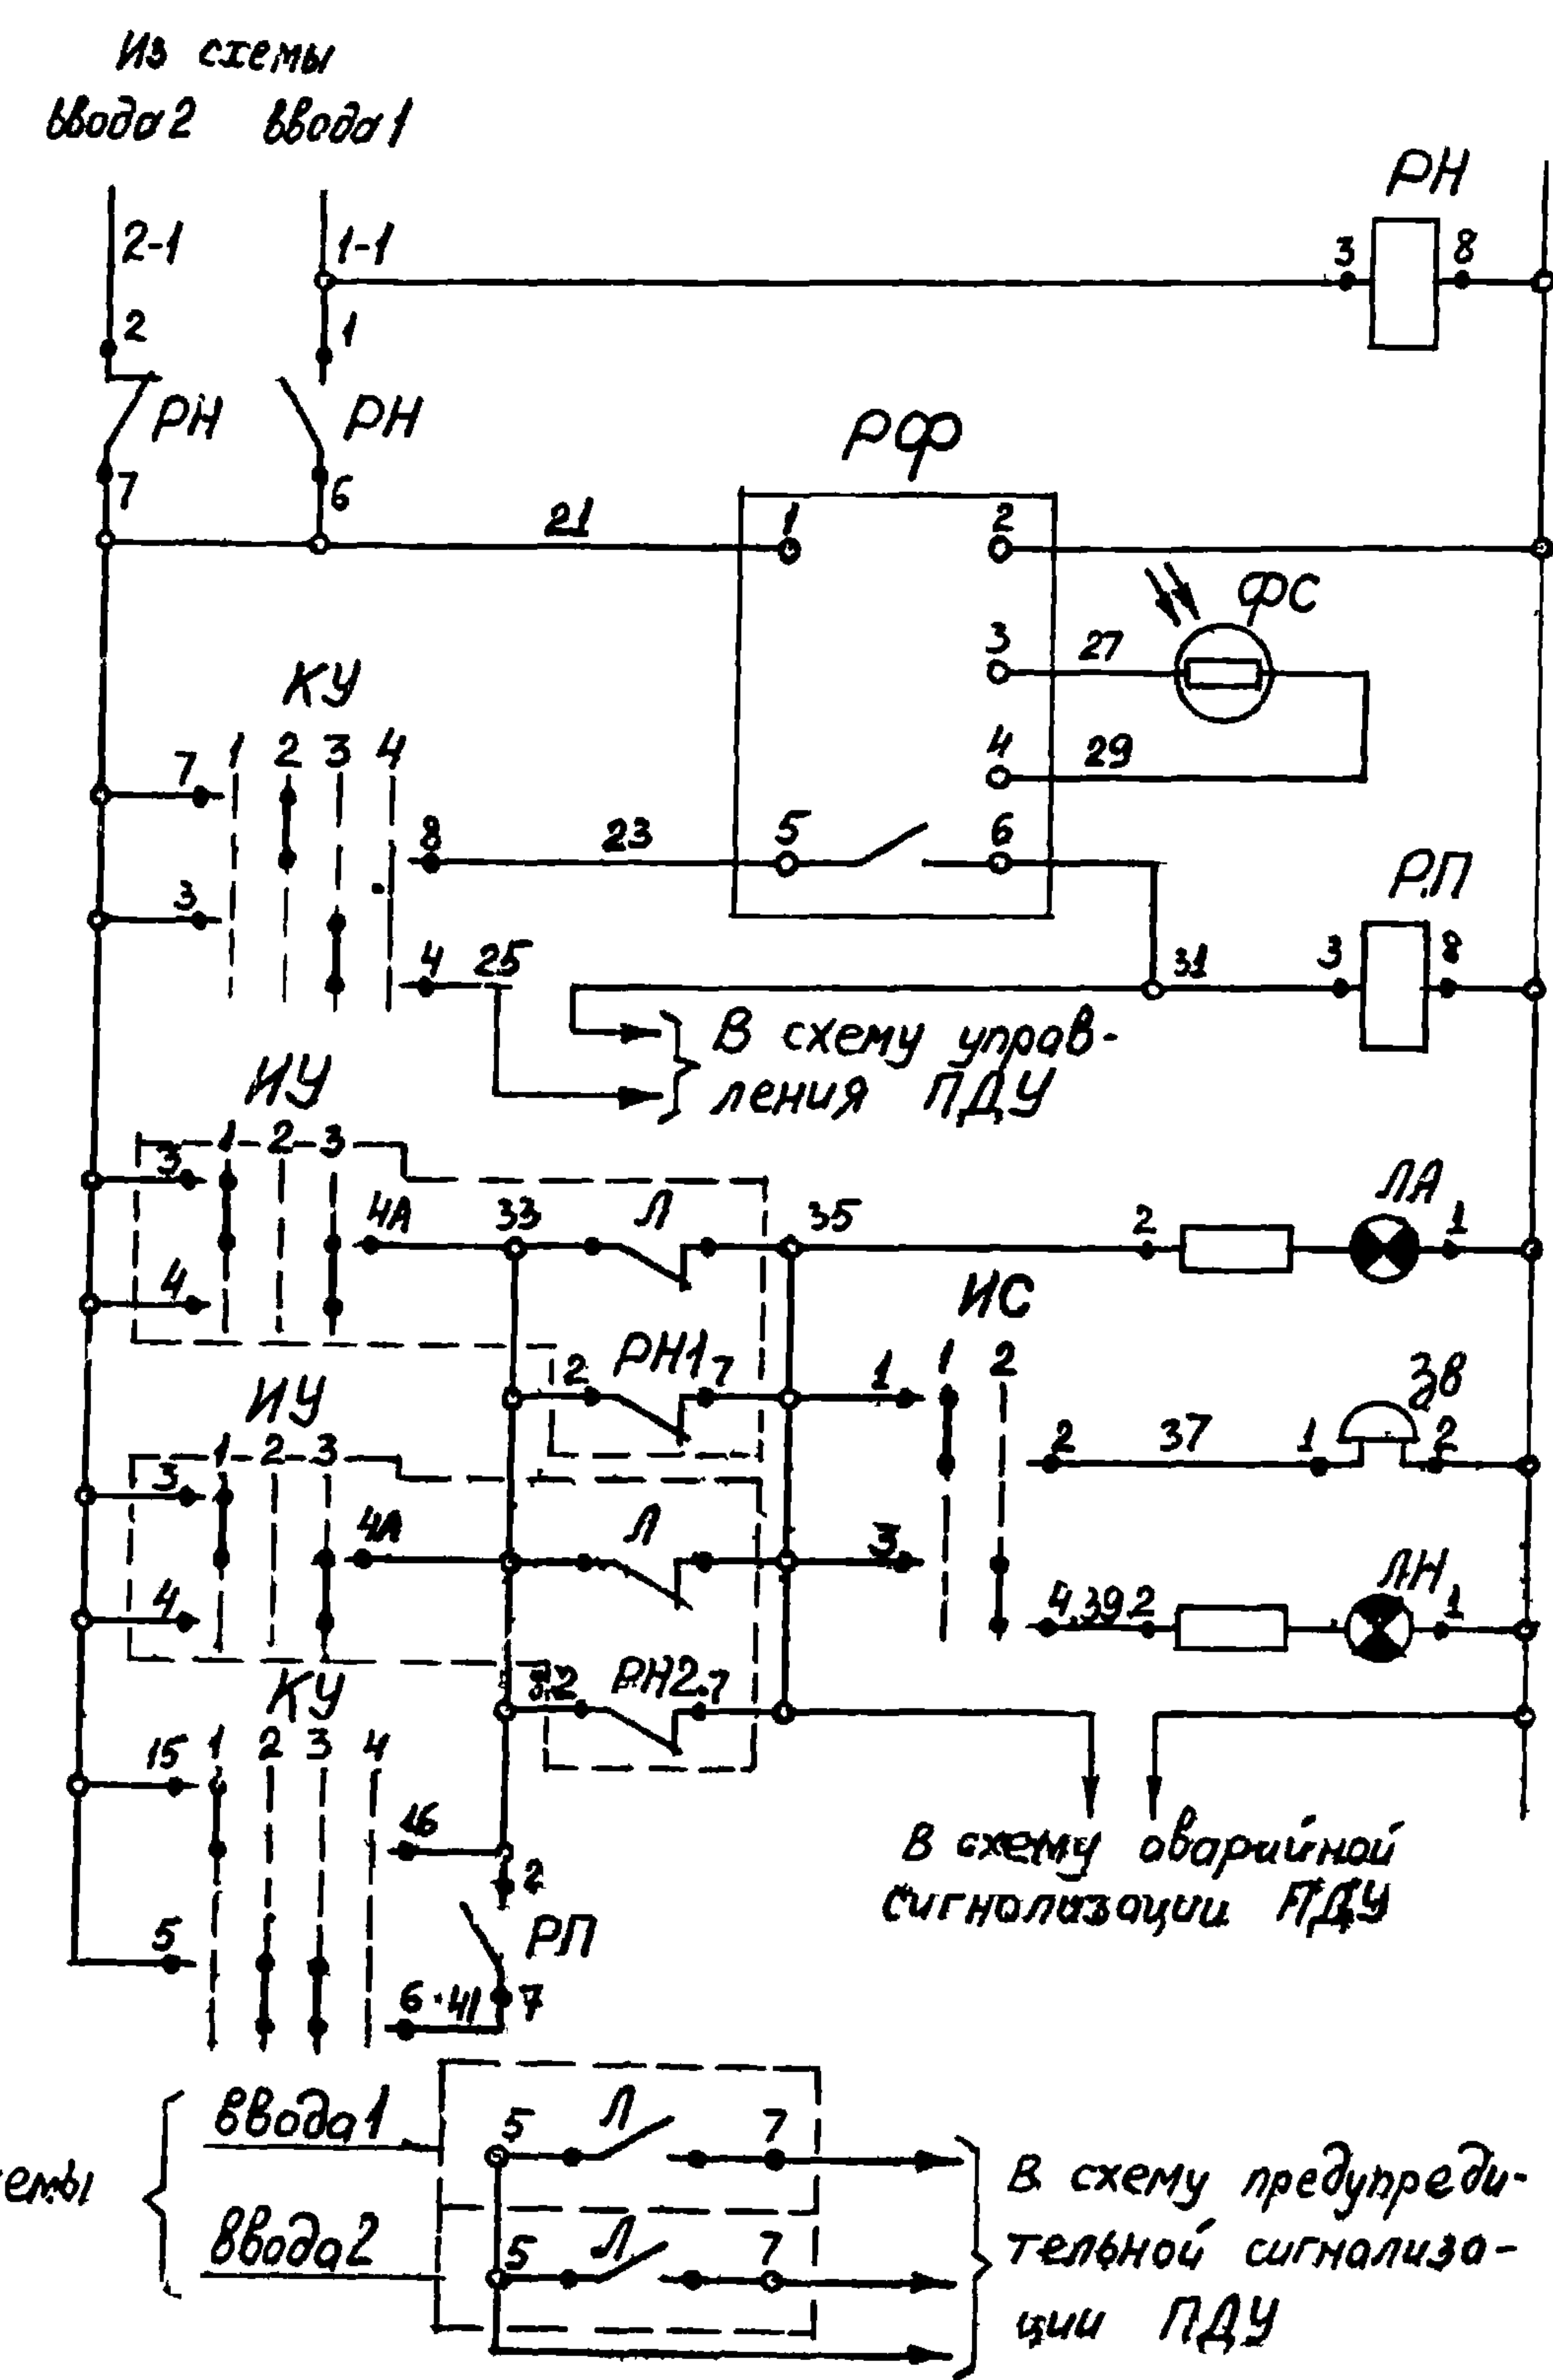 Из схемы
ввода 2 ввода 1
2-1 1-1
РН
3 8
2 1
РН РН
7 6
21
РФ
1 2
ФС
3 27
4 29
КУ
1 2 3 4
7
8 23 5 6
3
4 25
31
РП
3 8
В схему управ-
ления ПДУ
ИУ
1 2 3
3
4А 33 Л 35
4
2 ЛА 1
ИС
1 2
2 РН1 7
1
2 37 1 Зв 2
ИУ
1 2 3
3
4А Л
3
4
4 39 2 ЛН 1
2 РН2 7
КУ
1 2 3 4
15
16
2
РП
5
6 41 7
В схему аварийной
сигнализации ПДУ
ввода 1
5 Л 7
емы
ввода 2
5 Л 7
В схему предупреди-
тельной сигнализа-
ции ПДУ